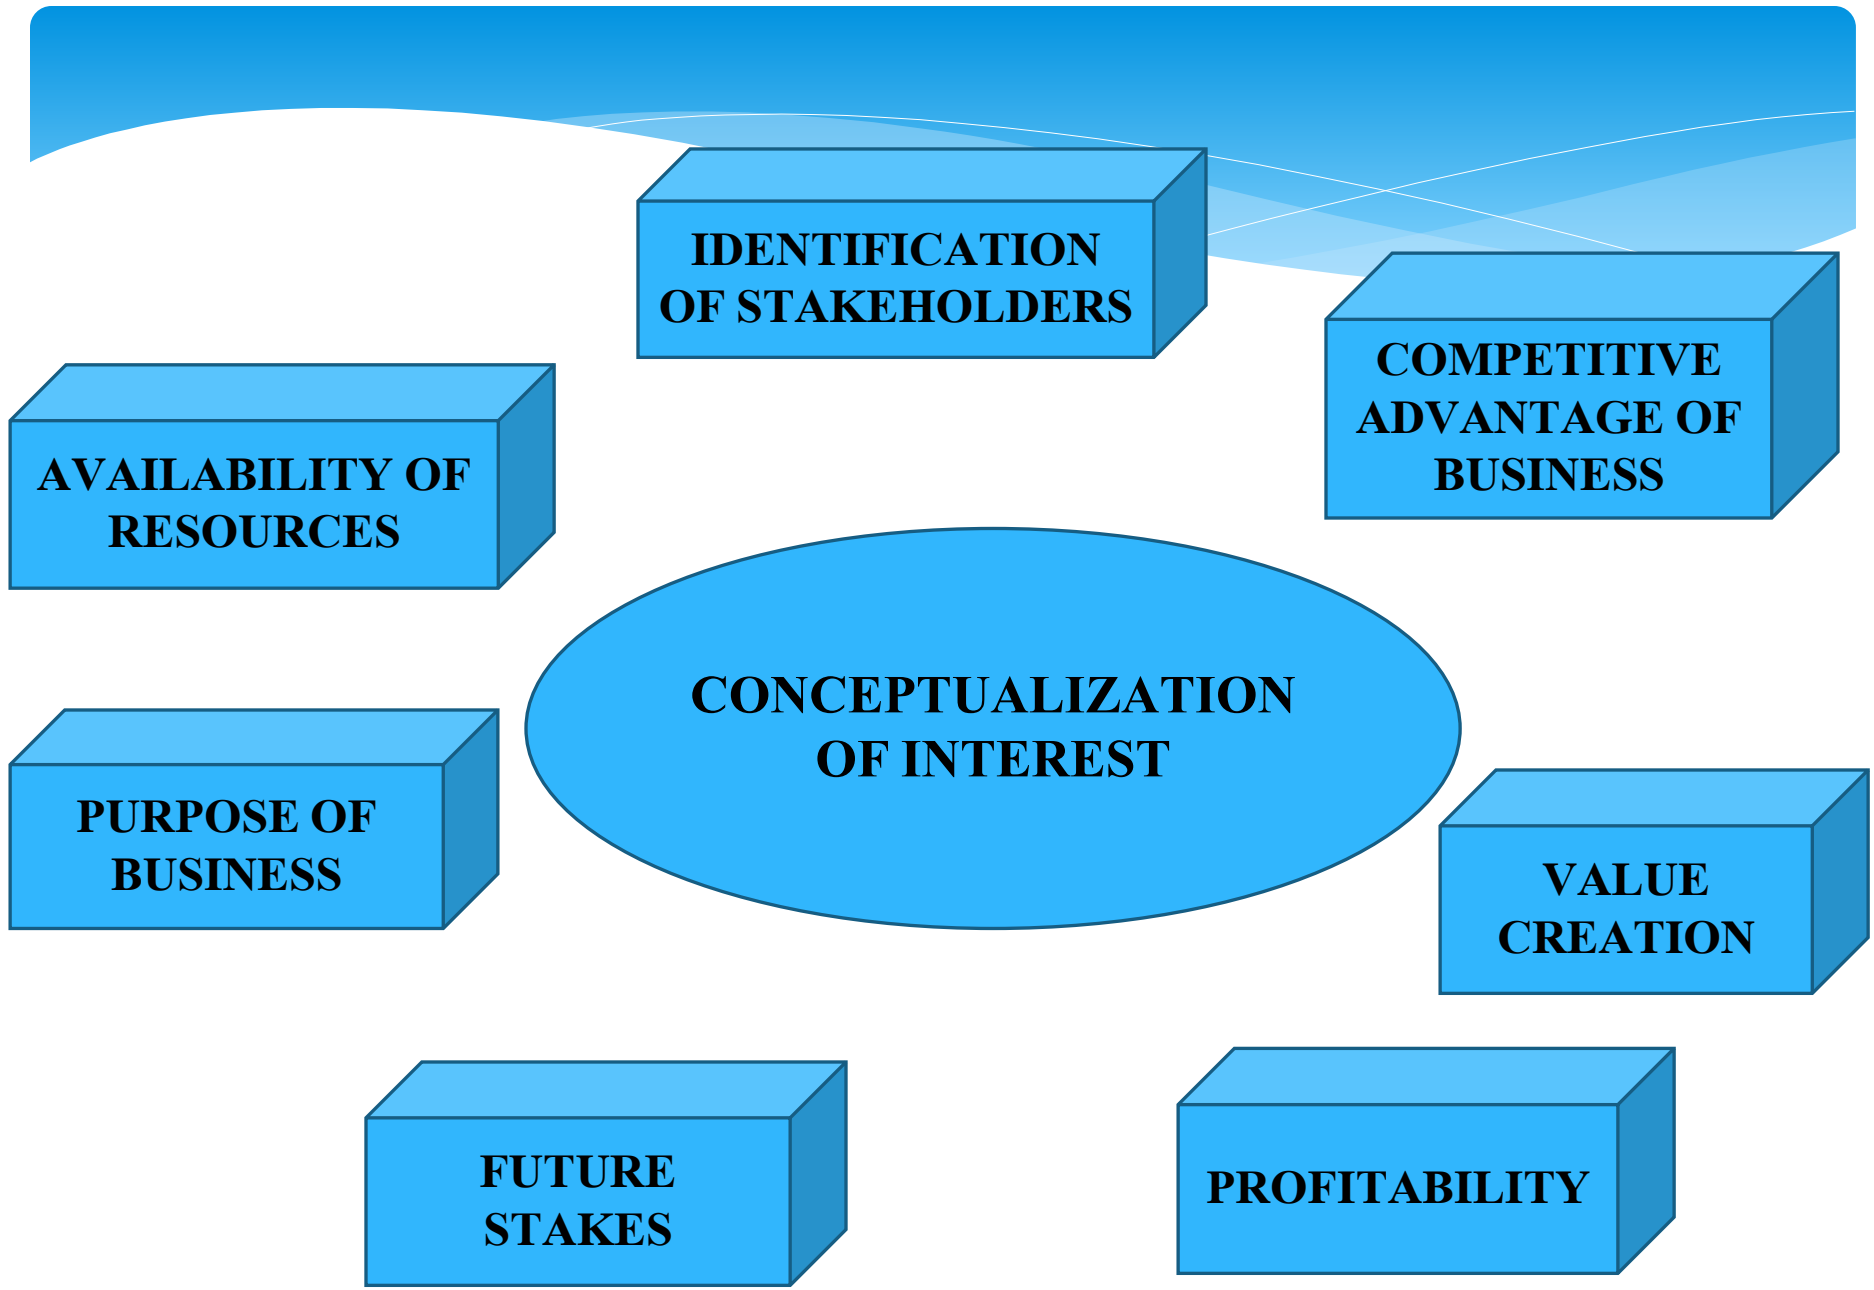 IDENTIFICATION
OF STAKEHOLDERS
COMPETITIVE
ADVANTAGE OF
BUSINESS
AVAILABILITY OF
RESOURCES
CONCEPTUALIZATION
OF INTEREST
PURPOSE OF
BUSINESS
VALUE
CREATION
FUTURE
STAKES
PROFITABILITY